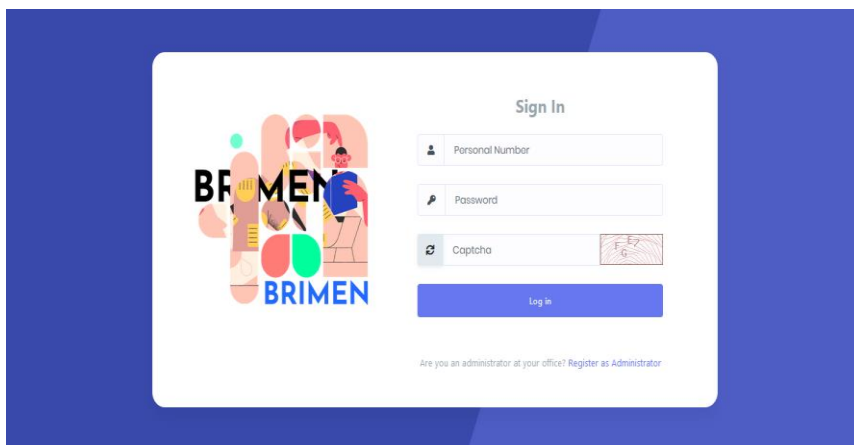 Sign In
BRIMEN
BRIMEN
Personal Number
Password
Captcha
Log in
Are you an administrator at your office? Register as Administrator